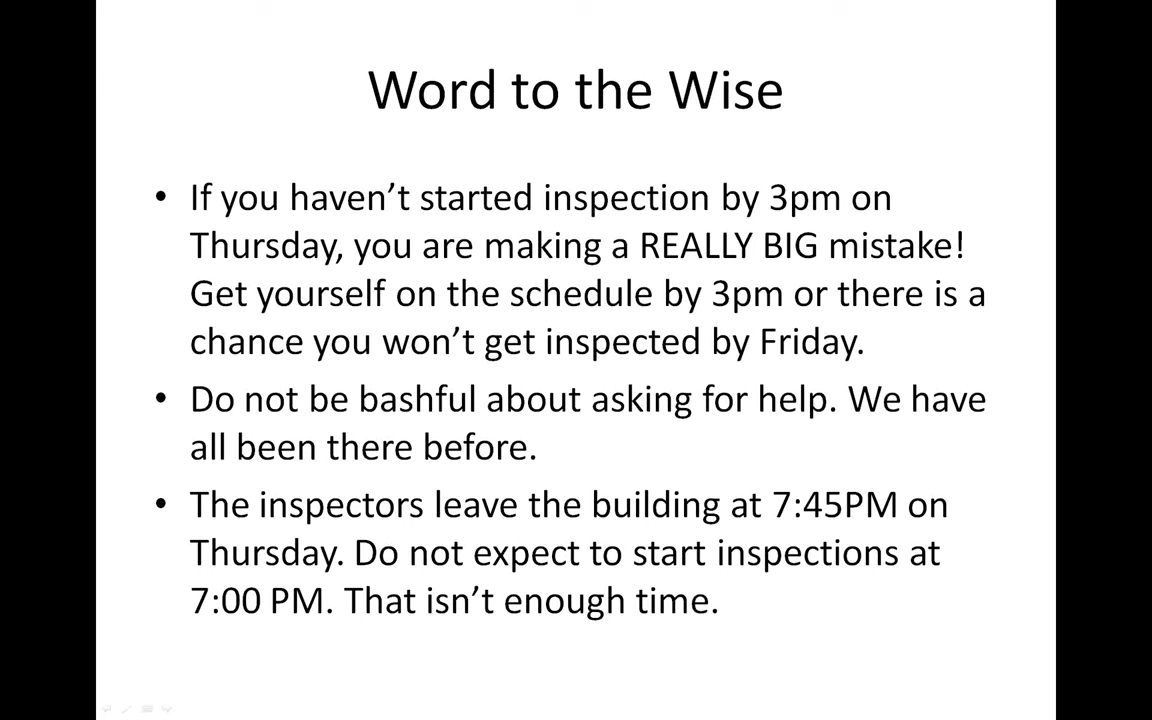 Word to the Wise
• If you haven’t started inspection by 3pm on
Thursday, you are making a REALLY BIG mistake!
Get yourself on the schedule by 3pm or there is a
chance you won’t get inspected by Friday.
• Do not be bashful about asking for help. We have
all been there before.
• The inspectors leave the building at 7:45PM on
Thursday. Do not expect to start inspections at
7:00 PM. That isn’t enough time.